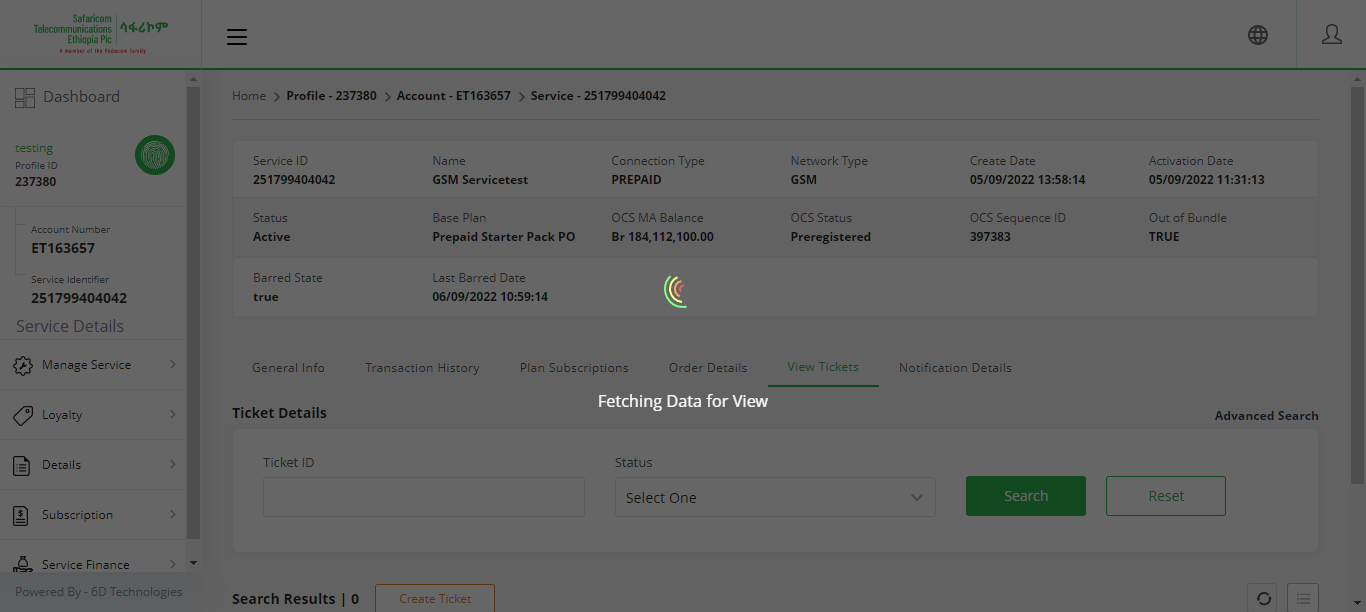 Safaricom
Telecommunications
Ethiopia Plc
ሳፋሪኮም
A member of the Vodacom family
Dashboard
testing
Profile ID
237380
Account Number
ET163657
Service Identifier
251799404042
Service Details
Manage Service
Loyalty
Details
Subscription
Service Finance
Powered By - 6D Technologies
Home > Profile - 237380 > Account - ET163657 > Service - 251799404042
Service ID Name Connection Type Network Type Create Date Activation Date
251799404042 GSM Servicetest PREPAID GSM 05/09/2022 13:58:14 05/09/2022 11:31:13
Status Base Plan OCS MA Balance OCS Status OCS Sequence ID Out of Bundle
Active Prepaid Starter Pack PO Br 184,112,100.00 Preregistered 397383 TRUE
Barred State Last Barred Date
true 06/09/2022 10:59:14
General Info Transaction History Plan Subscriptions Order Details View Tickets Notification Details
Fetching Data for View
Ticket Details Advanced Search
Ticket ID Status
Select One Search Reset
Search Results | 0 Create Ticket